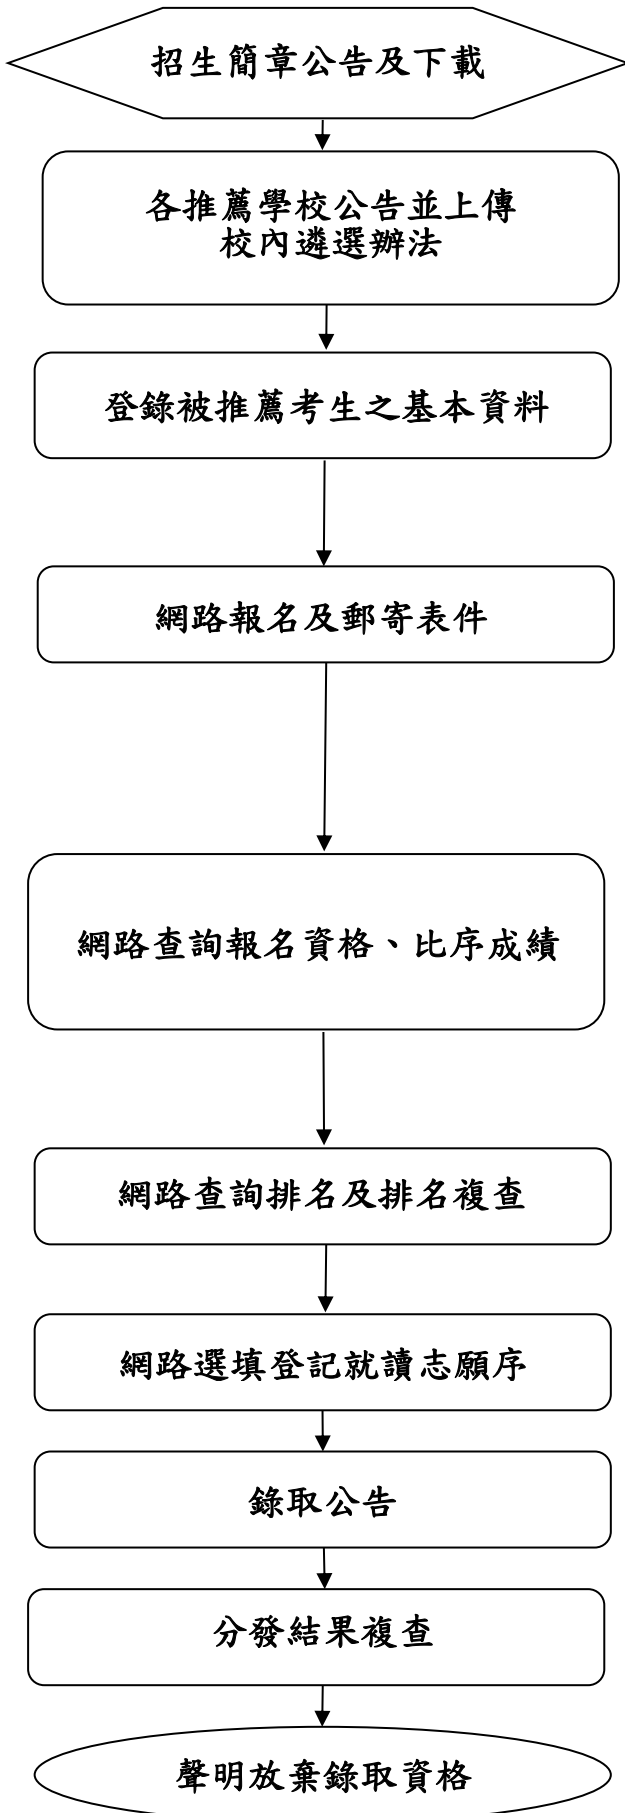 招生簡章公告及下載
各推薦學校公告並上傳
校內遴選辦法
登錄被推薦考生之基本資料
網路報名及郵寄表件
網路查詢報名資格、比序成績
網路查詢排名及排名複查
網路選填登記就讀志願序
錄取公告
分發結果複查
聲明放棄錄取資格